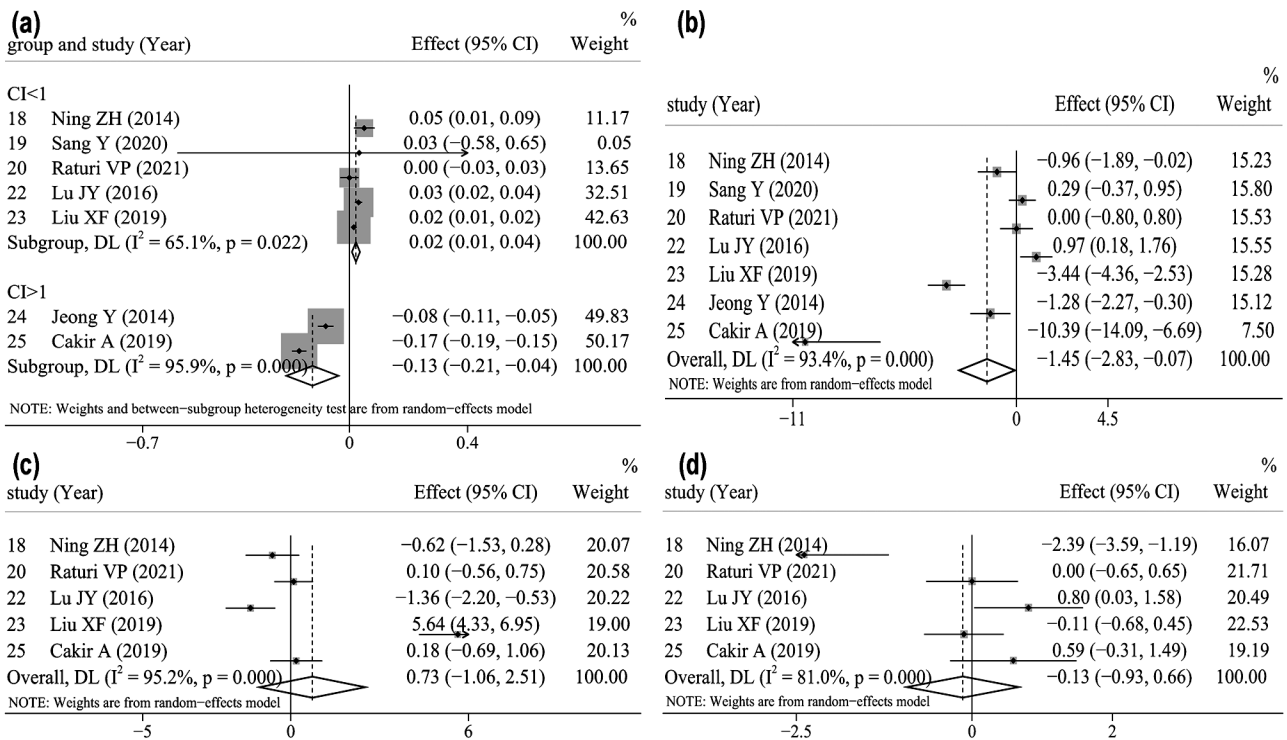 (a)
%
group and study (Year) Effect (95% CI) Weight
CI<1
18 Ning ZH (2014) 0.05 (0.01, 0.09) 11.17
19 Sang Y (2020) 0.03 (−0.58, 0.65) 0.05
20 Raturi VP (2021) 0.00 (−0.03, 0.03) 13.65
22 Lu JY (2016) 0.03 (0.02, 0.04) 32.51
23 Liu XF (2019) 0.02 (0.01, 0.02) 42.63
Subgroup, DL (I² = 65.1%, p = 0.022) 0.02 (0.01, 0.04) 100.00
CI>1
24 Jeong Y (2014) −0.08 (−0.11, −0.05) 49.83
25 Cakir A (2019) −0.17 (−0.19, −0.15) 50.17
Subgroup, DL (I² = 95.9%, p = 0.000) −0.13 (−0.21, −0.04) 100.00
NOTE: Weights and between−subgroup heterogeneity test are from random−effects model
−0.7 0 0.4
(b)
%
study (Year) Effect (95% CI) Weight
18 Ning ZH (2014) −0.96 (−1.89, −0.02) 15.23
19 Sang Y (2020) 0.29 (−0.37, 0.95) 15.80
20 Raturi VP (2021) 0.00 (−0.80, 0.80) 15.53
22 Lu JY (2016) 0.97 (0.18, 1.76) 15.55
23 Liu XF (2019) −3.44 (−4.36, −2.53) 15.28
24 Jeong Y (2014) −1.28 (−2.27, −0.30) 15.12
25 Cakir A (2019) −10.39 (−14.09, −6.69) 7.50
Overall, DL (I² = 93.4%, p = 0.000) −1.45 (−2.83, −0.07) 100.00
NOTE: Weights are from random−effects model
−11 0 4.5
(c)
%
study (Year) Effect (95% CI) Weight
18 Ning ZH (2014) −0.62 (−1.53, 0.28) 20.07
20 Raturi VP (2021) 0.10 (−0.56, 0.75) 20.58
22 Lu JY (2016) −1.36 (−2.20, −0.53) 20.22
23 Liu XF (2019) 5.64 (4.33, 6.95) 19.00
25 Cakir A (2019) 0.18 (−0.69, 1.06) 20.13
Overall, DL (I² = 95.2%, p = 0.000) 0.73 (−1.06, 2.51) 100.00
NOTE: Weights are from random−effects model
−5 0 6
(d)
%
study (Year) Effect (95% CI) Weight
18 Ning ZH (2014) −2.39 (−3.59, −1.19) 16.07
20 Raturi VP (2021) 0.00 (−0.65, 0.65) 21.71
22 Lu JY (2016) 0.80 (0.03, 1.58) 20.49
23 Liu XF (2019) −0.11 (−0.68, 0.45) 22.53
25 Cakir A (2019) 0.59 (−0.31, 1.49) 19.19
Overall, DL (I² = 81.0%, p = 0.000) −0.13 (−0.93, 0.66) 100.00
NOTE: Weights are from random−effects model
−2.5 0 2